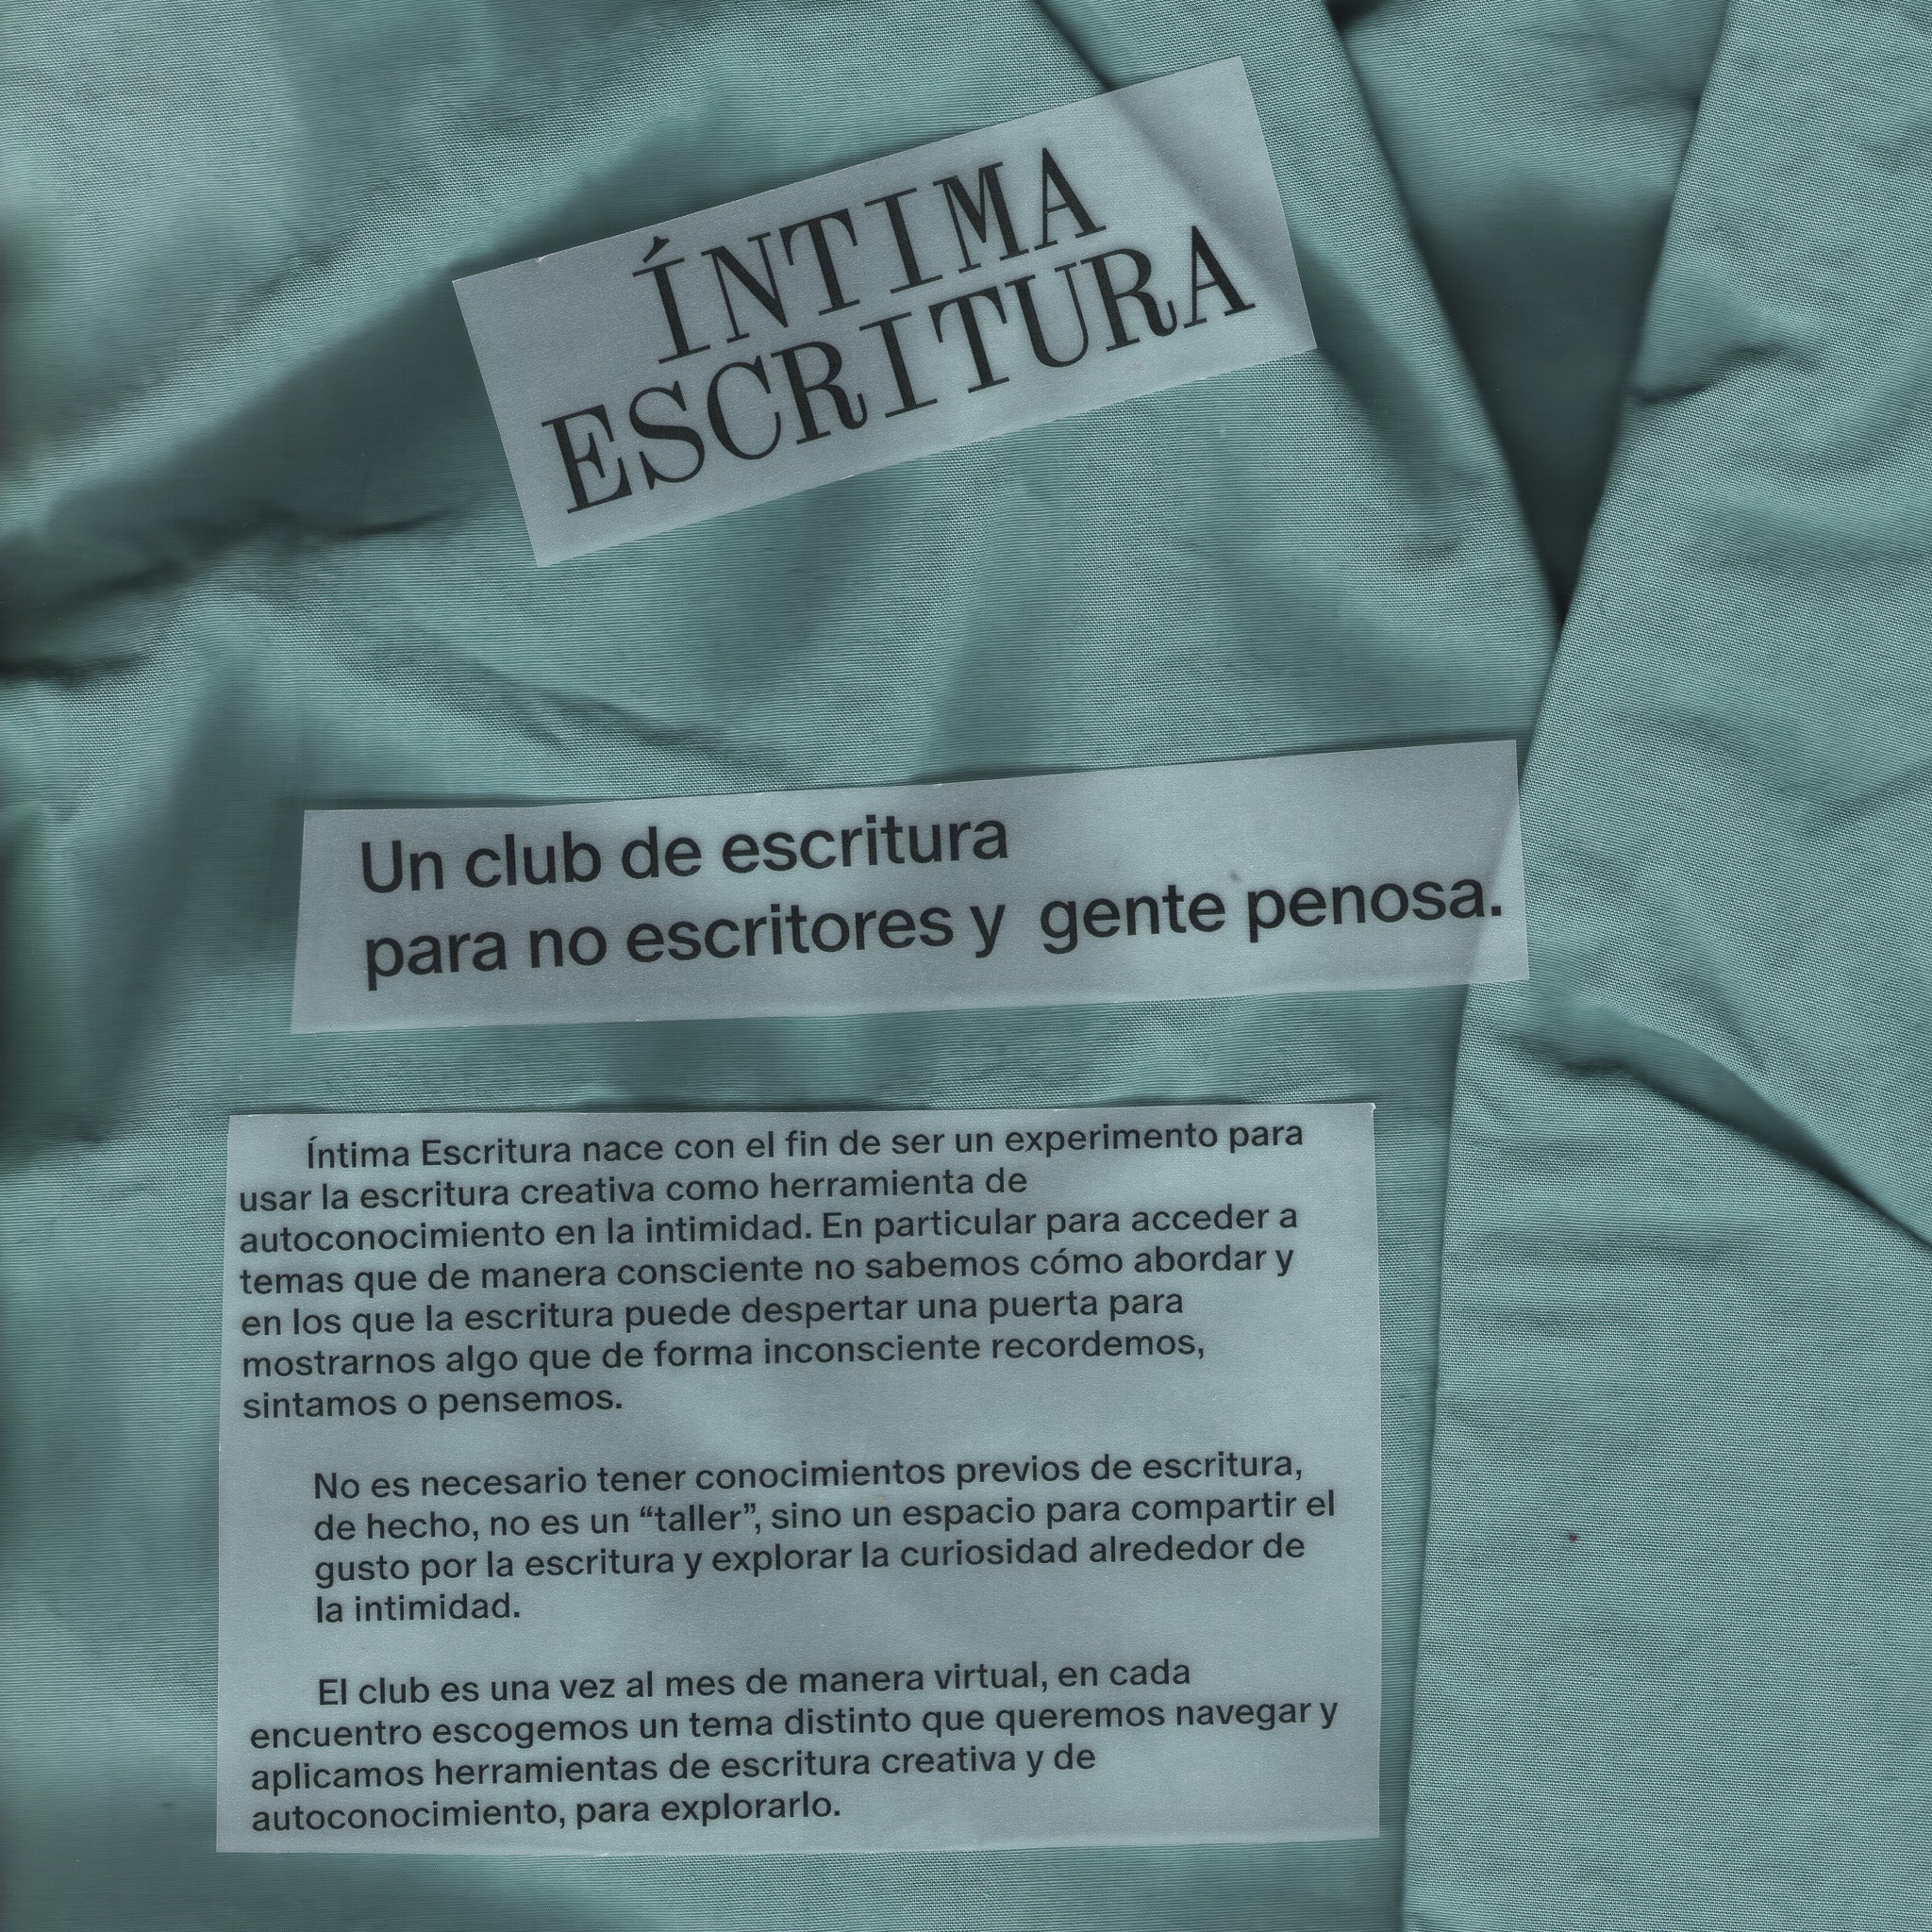 ÍNTIMA
ESCRITURA
Un club de escritura
para no escritores y gente penosa.
Íntima Escritura nace con el fin de ser un experimento para
usar la escritura creativa como herramienta de
autoconocimiento en la intimidad. En particular para acceder a
temas que de manera consciente no sabemos cómo abordar y
en los que la escritura puede despertar una puerta para
mostrarnos algo que de forma inconsciente recordemos,
sintamos o pensemos.
No es necesario tener conocimientos previos de escritura,
de hecho, no es un “taller”, sino un espacio para compartir el
gusto por la escritura y explorar la curiosidad alrededor de
la intimidad.
El club es una vez al mes de manera virtual, en cada
encuentro escogemos un tema distinto que queremos navegar y
aplicamos herramientas de escritura creativa y de
autoconocimiento, para explorarlo.